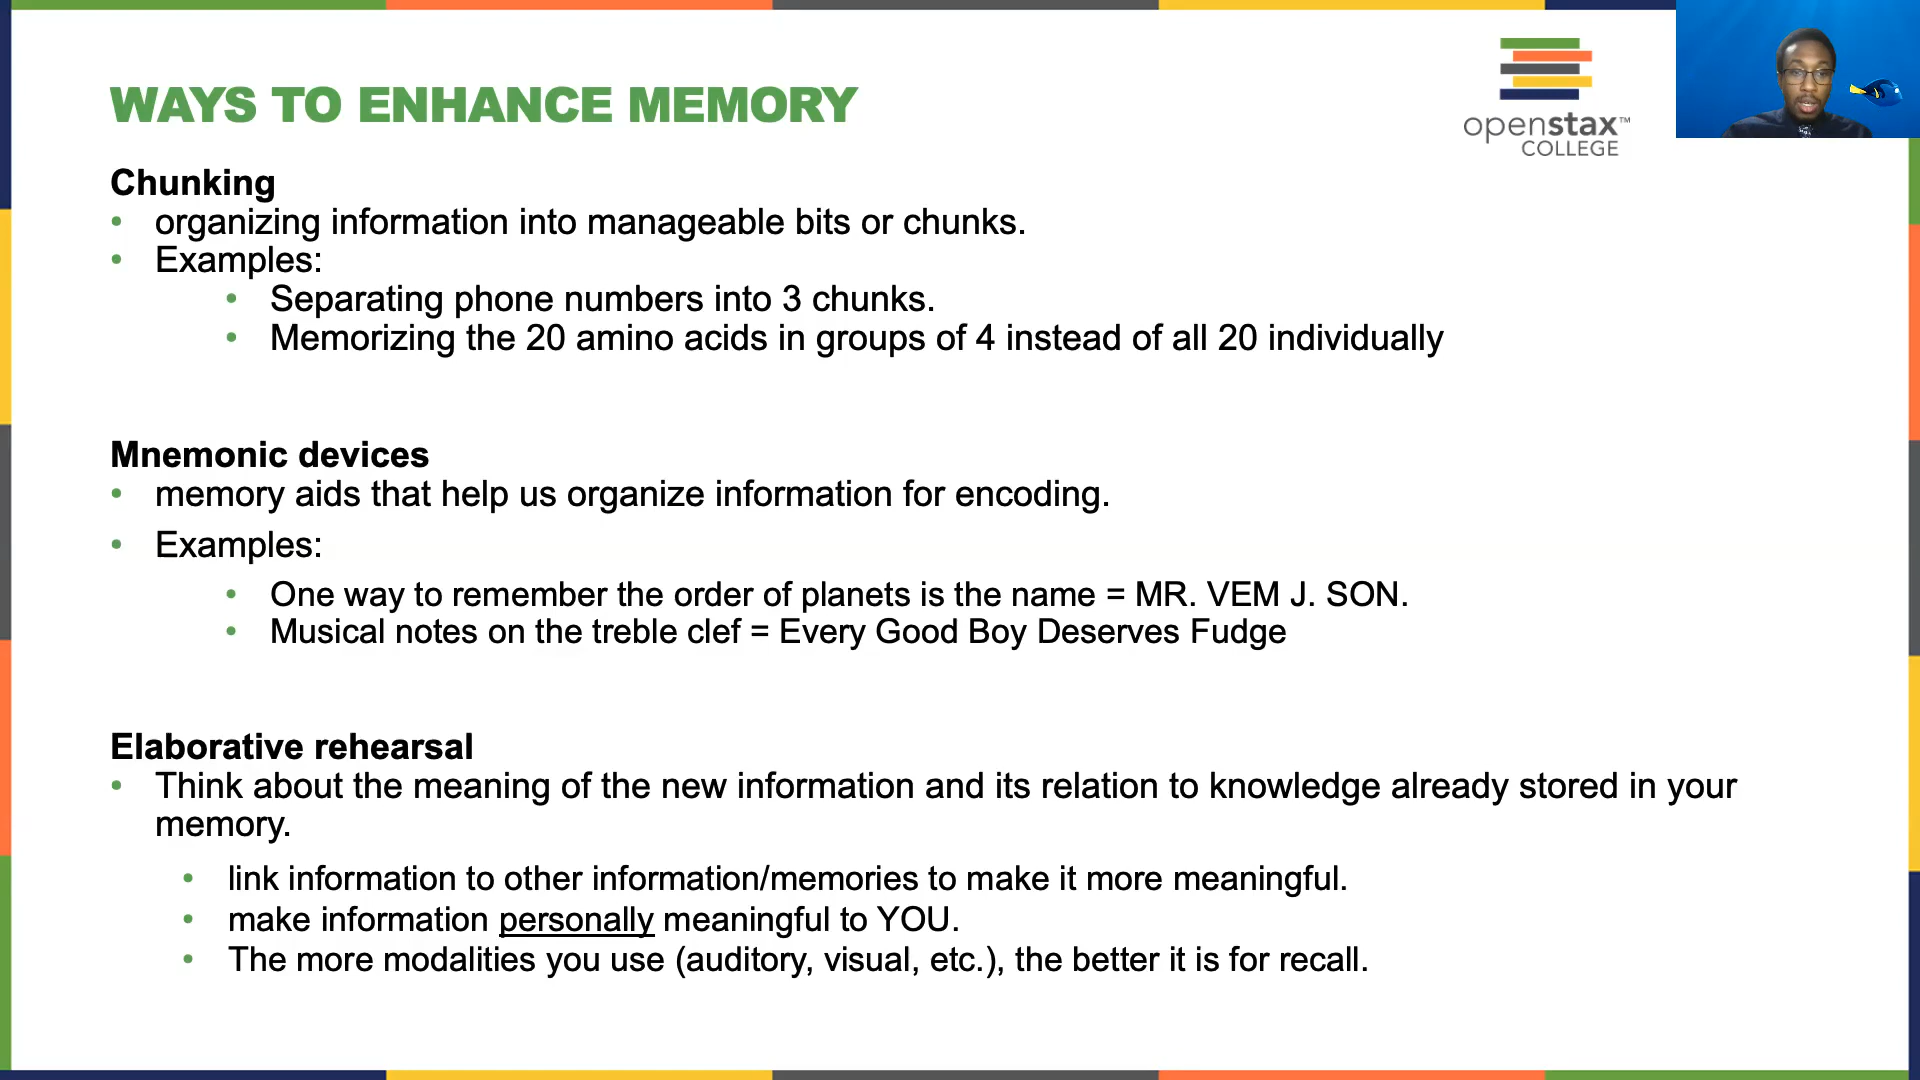 WAYS TO ENHANCE MEMORY
openstax™
COLLEGE
Chunking
• organizing information into manageable bits or chunks.
• Examples:
• Separating phone numbers into 3 chunks.
• Memorizing the 20 amino acids in groups of 4 instead of all 20 individually
Mnemonic devices
• memory aids that help us organize information for encoding.
• Examples:
• One way to remember the order of planets is the name = MR. VEM J. SON.
• Musical notes on the treble clef = Every Good Boy Deserves Fudge
Elaborative rehearsal
• Think about the meaning of the new information and its relation to knowledge already stored in your
memory.
• link information to other information/memories to make it more meaningful.
• make information personally meaningful to YOU.
• The more modalities you use (auditory, visual, etc.), the better it is for recall.